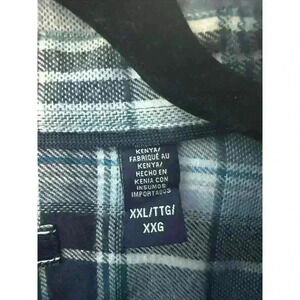 KENYA/
FABRIQUÉ AU
KENYA/
HECHO EN
KENIA CON
INSUMOS
IMPORTADOS
XXL/TTG/
XXG